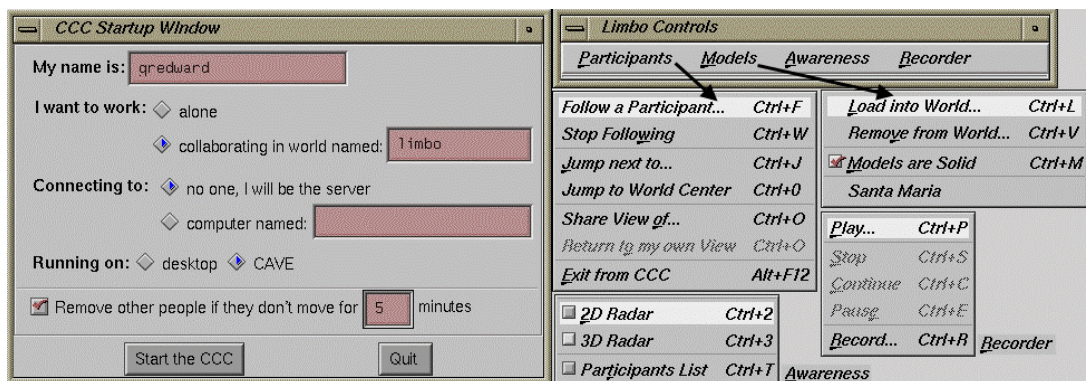 CCC Startup Window
My name is: qredward
I want to work: alone
collaborating in world named: limbo
Connecting to: no one, I will be the server
computer named:
Running on: desktop CAVE
Remove other people if they don't move for 5 minutes
Start the CCC Quit
Limbo Controls
Participants Models Awareness Recorder
Follow a Participant... Ctrl+F
Stop Following Ctrl+W
Jump next to... Ctrl+J
Jump to World Center Ctrl+0
Share View of... Ctrl+O
Return to my own View Ctrl+O
Exit from CCC Alt+F12
Load into World... Ctrl+L
Remove from World... Ctrl+V
Models are Solid Ctrl+M
Santa Maria
Play... Ctrl+P
Stop Ctrl+S
Continue Ctrl+C
Pause Ctrl+E
Record... Ctrl+R
Recorder
2D Radar Ctrl+2
3D Radar Ctrl+3
Participants List Ctrl+T
Awareness